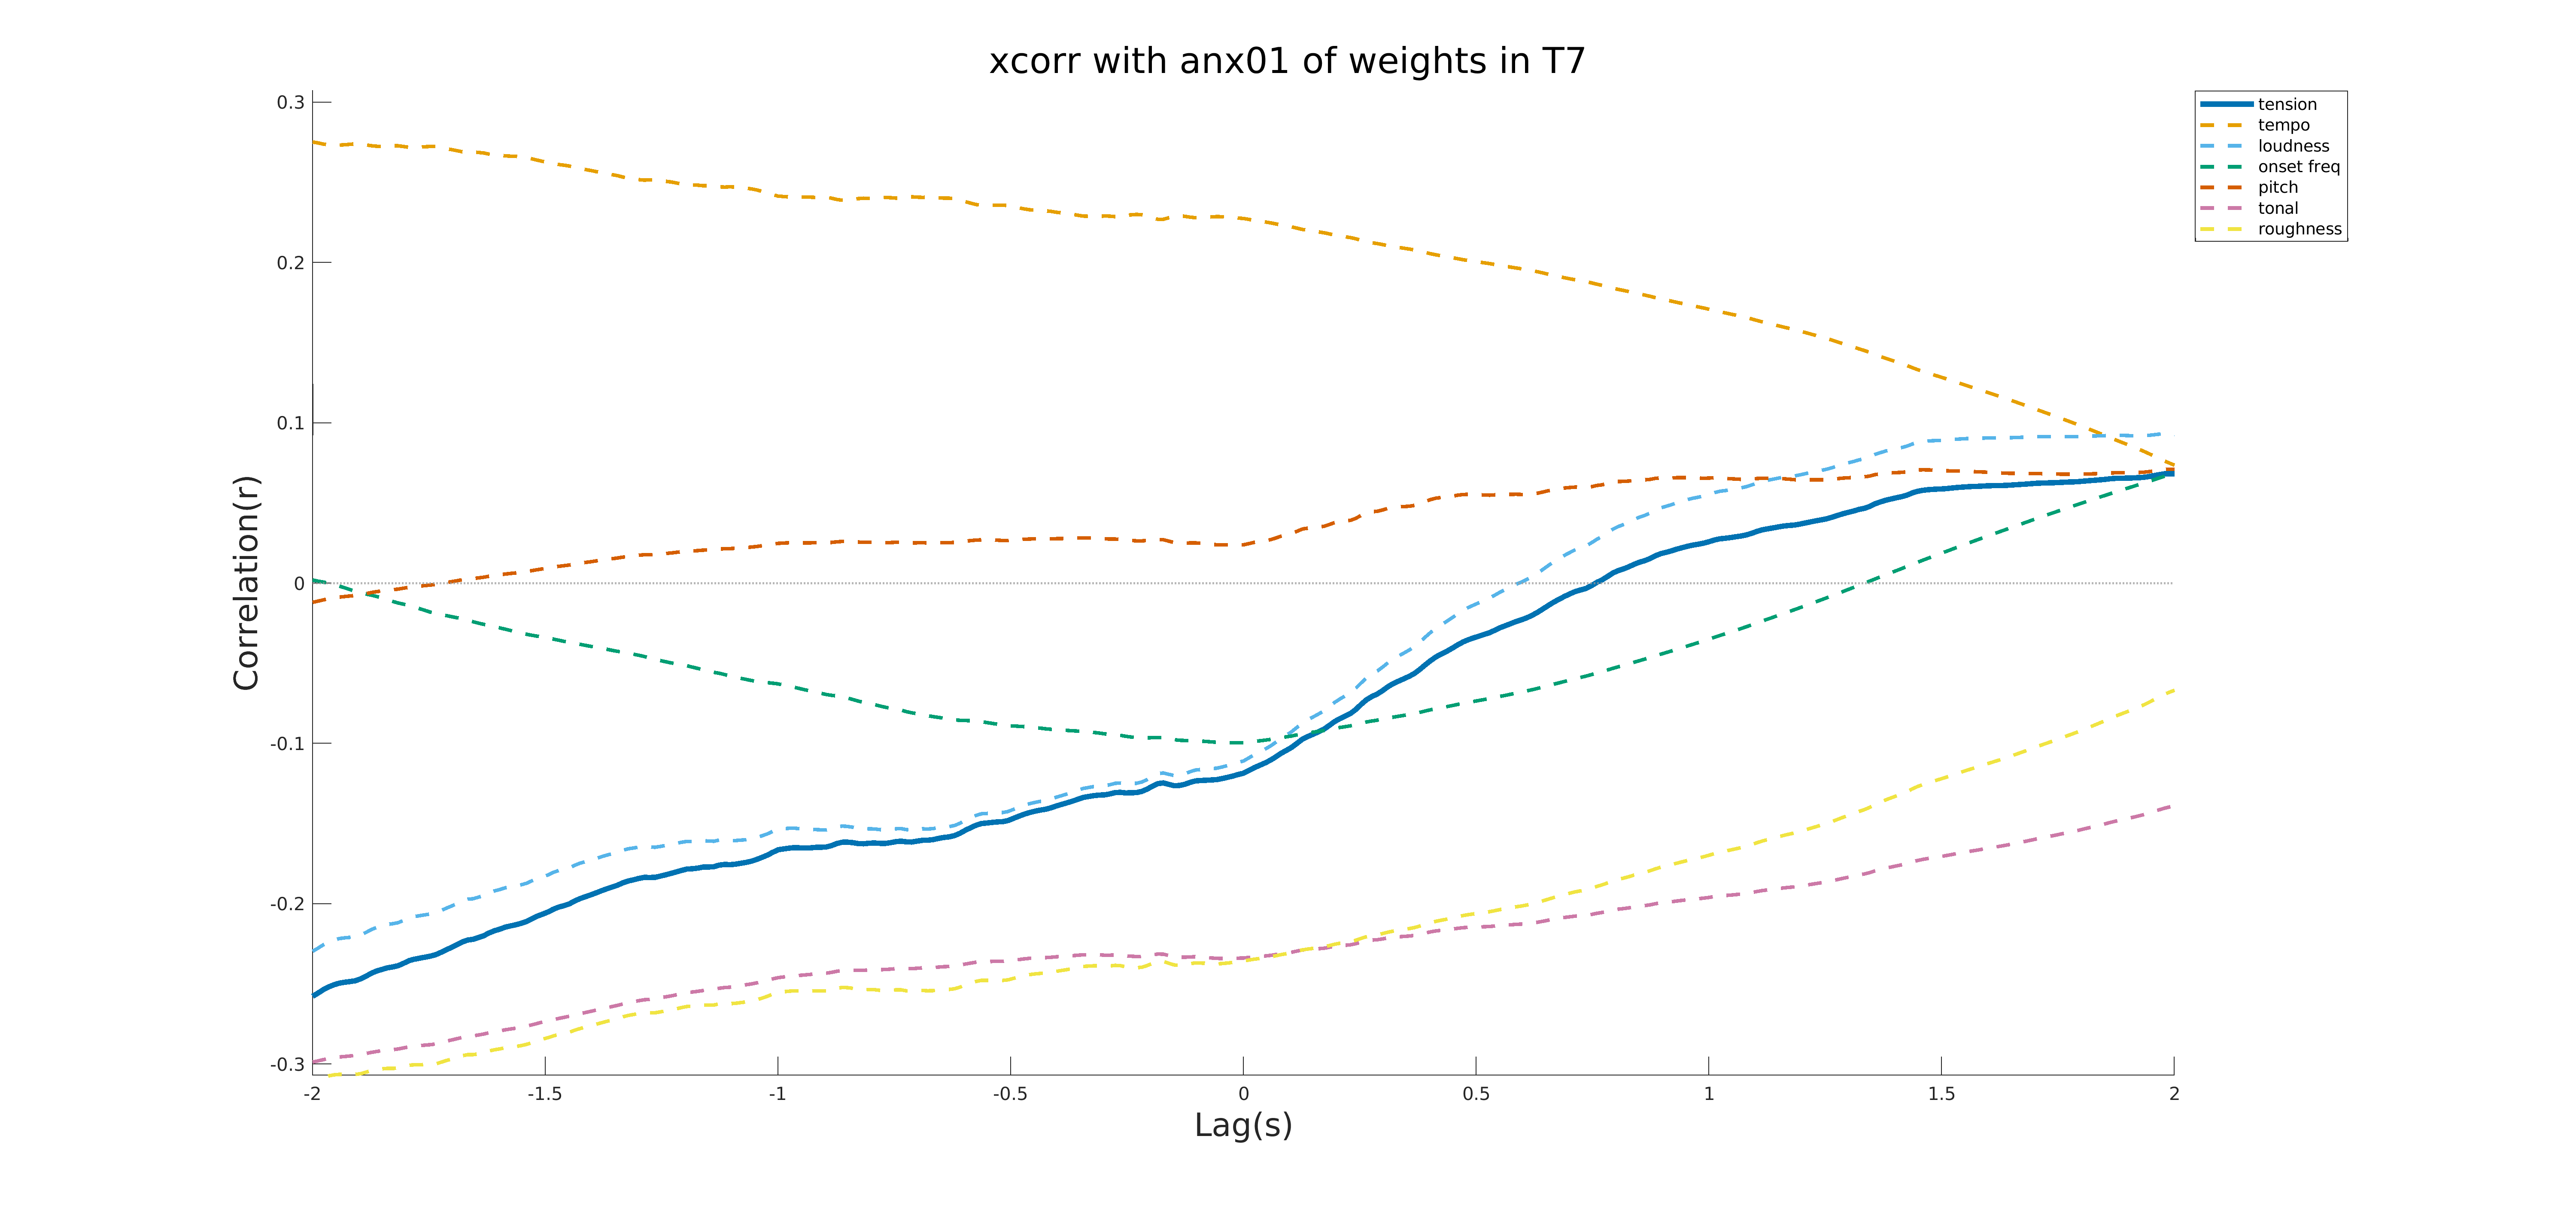 xcorr with anx01 of weights in T7
tension
tempo
loudness
onset freq
pitch
tonal
roughness
Correlation(r)
0.3
0.2
0.1
0
-0.1
-0.2
-0.3
-2 -1.5 -1 -0.5 0 0.5 1 1.5 2
Lag(s)